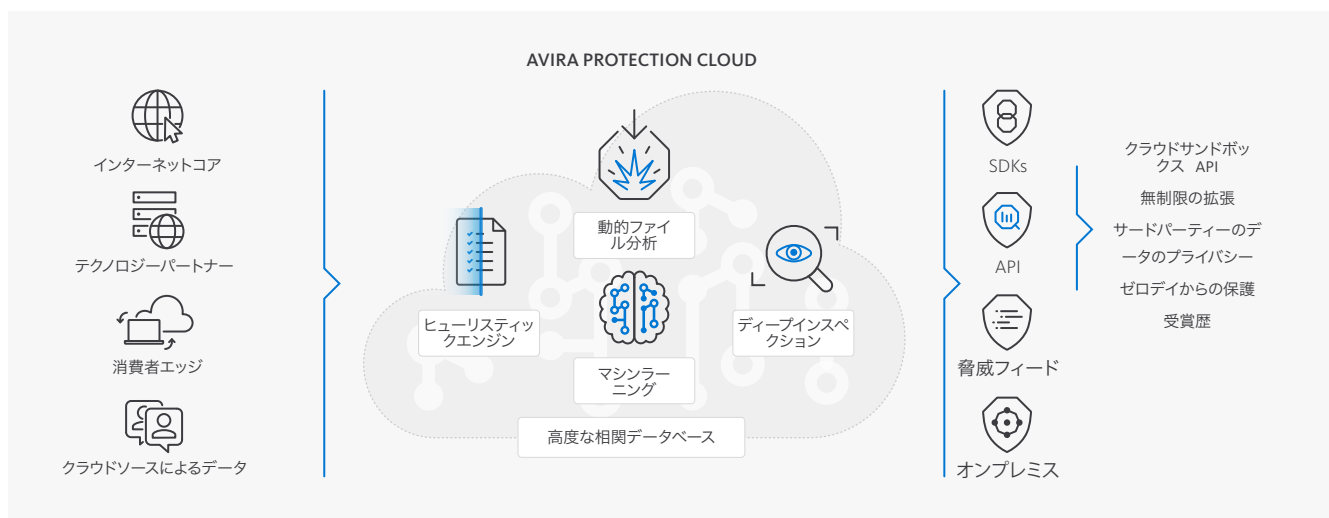 AVIRA PROTECTION CLOUD
インターネットコア
テクノロジーパートナー
消費者エッジ
クラウドソースによるデータ
動的ファイ
ル分析
ヒューリスティッ
クエンジン
マシンラー
ニング
ディープインスペ
クション
高度な相関データベース
SDKs
API
脅威フィード
オンプレミス
クラウドサンドボッ
クス API
無制限の拡張
サードパーティーのデ
ータのプライバシー
ゼロデイからの保護
受賞歴